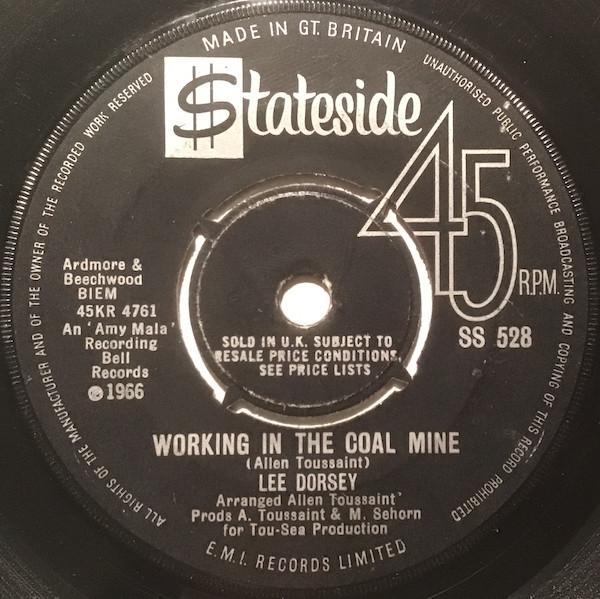 MADE IN GT. BRITAIN
$tateside
45
R.P.M.
SS 528
Ardmore &
Beechwood
BIEM
45KR 4761
An 'Amy Mala'
Recording
Bell
Records
℗ 1966
SOLD IN U.K. SUBJECT TO
RESALE PRICE CONDITIONS,
SEE PRICE LISTS
WORKING IN THE COAL MINE
(Allen Toussaint)
LEE DORSEY
Arranged Allen Toussaint'
Prods A. Toussaint & M. Sehorn
for Tou-Sea Production
E.M.I. RECORDS LIMITED
ALL RIGHTS OF THE MANUFACTURER AND OF THE OWNER OF THE RECORDED WORK RESERVED
UNAUTHORISED PUBLIC PERFORMANCE BROADCASTING AND COPYING OF THIS RECORD PROHIBITED